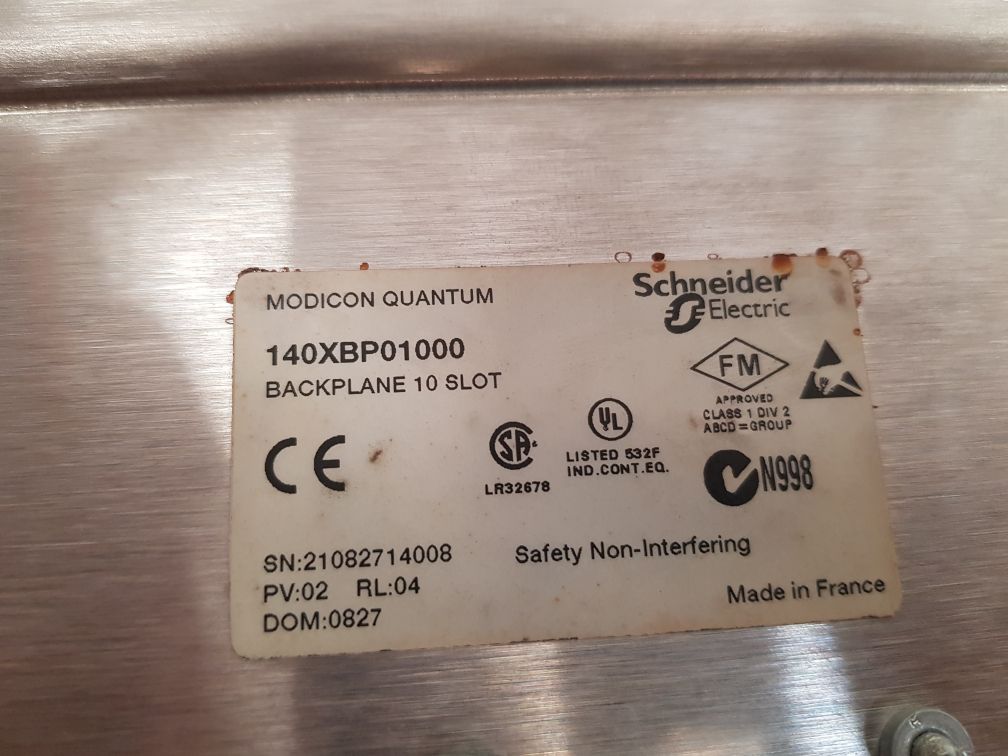 MODICON QUANTUM
Schneider
Electric
140XBP01000
BACKPLANE 10 SLOT
FM
APPROVED
CLASS 1 DIV 2
ABCD=GROUP
CE
SA
LR32678
UL
LISTED 532F
IND.CONT.EQ.
N998
SN:21082714008
PV:02 RL:04
DOM:0827
Safety Non-Interfering
Made in France